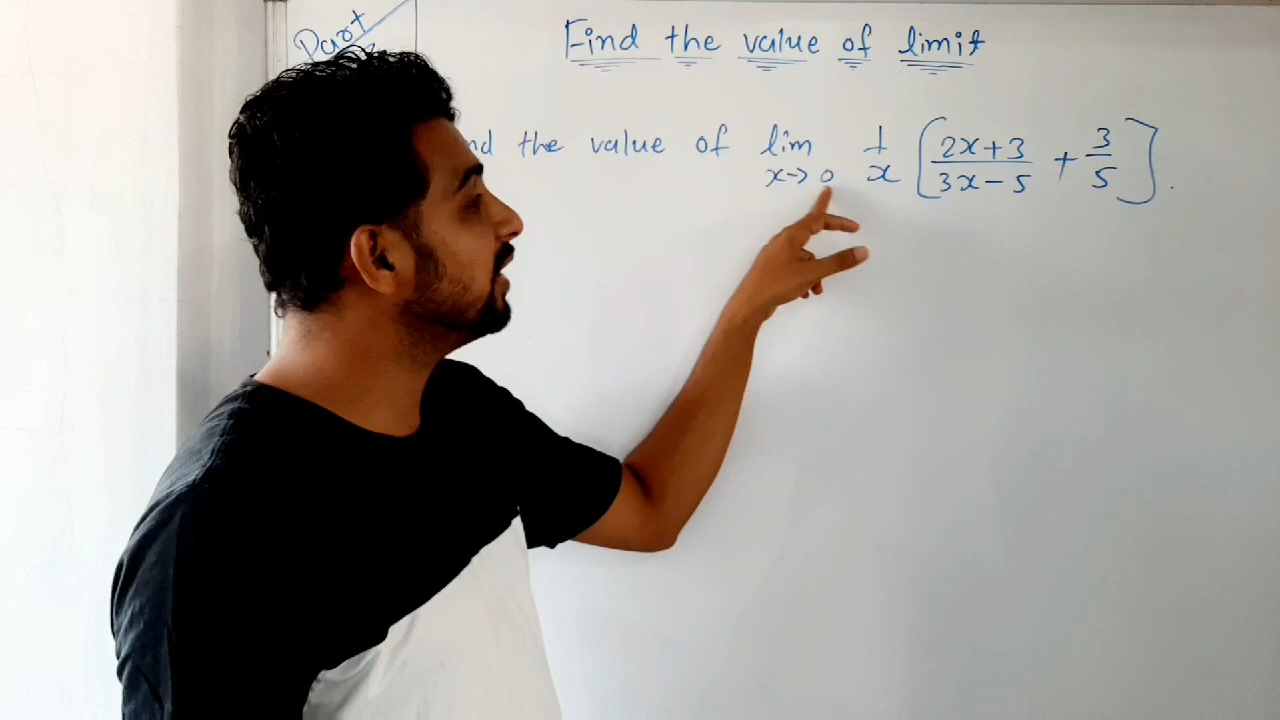 Part
Find the value of limit
nd the value of lim x→0 1/x [ (2x+3)/(3x-5) + 3/5 ].